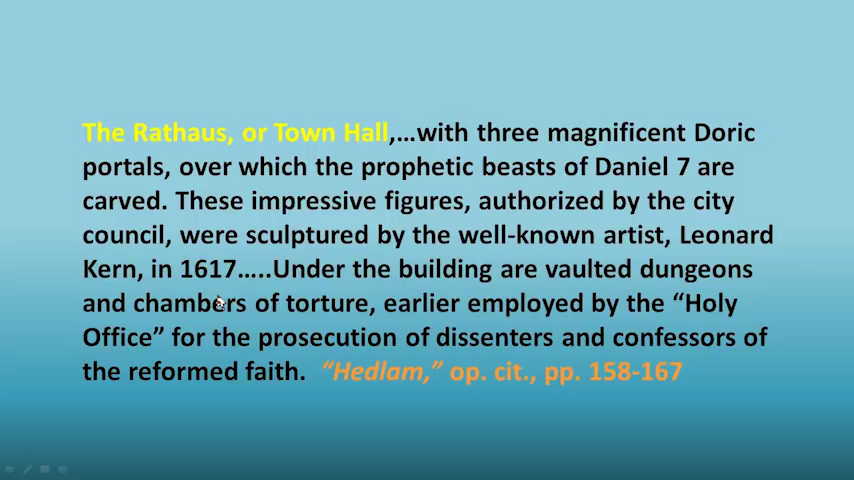 The Rathaus, or Town Hall,…with three magnificent Doric
portals, over which the prophetic beasts of Daniel 7 are
carved. These impressive figures, authorized by the city
council, were sculptured by the well-known artist, Leonard
Kern, in 1617…..Under the building are vaulted dungeons
and chambers of torture, earlier employed by the “Holy
Office” for the prosecution of dissenters and confessors of
the reformed faith. “Hedlam,” op. cit., pp. 158-167